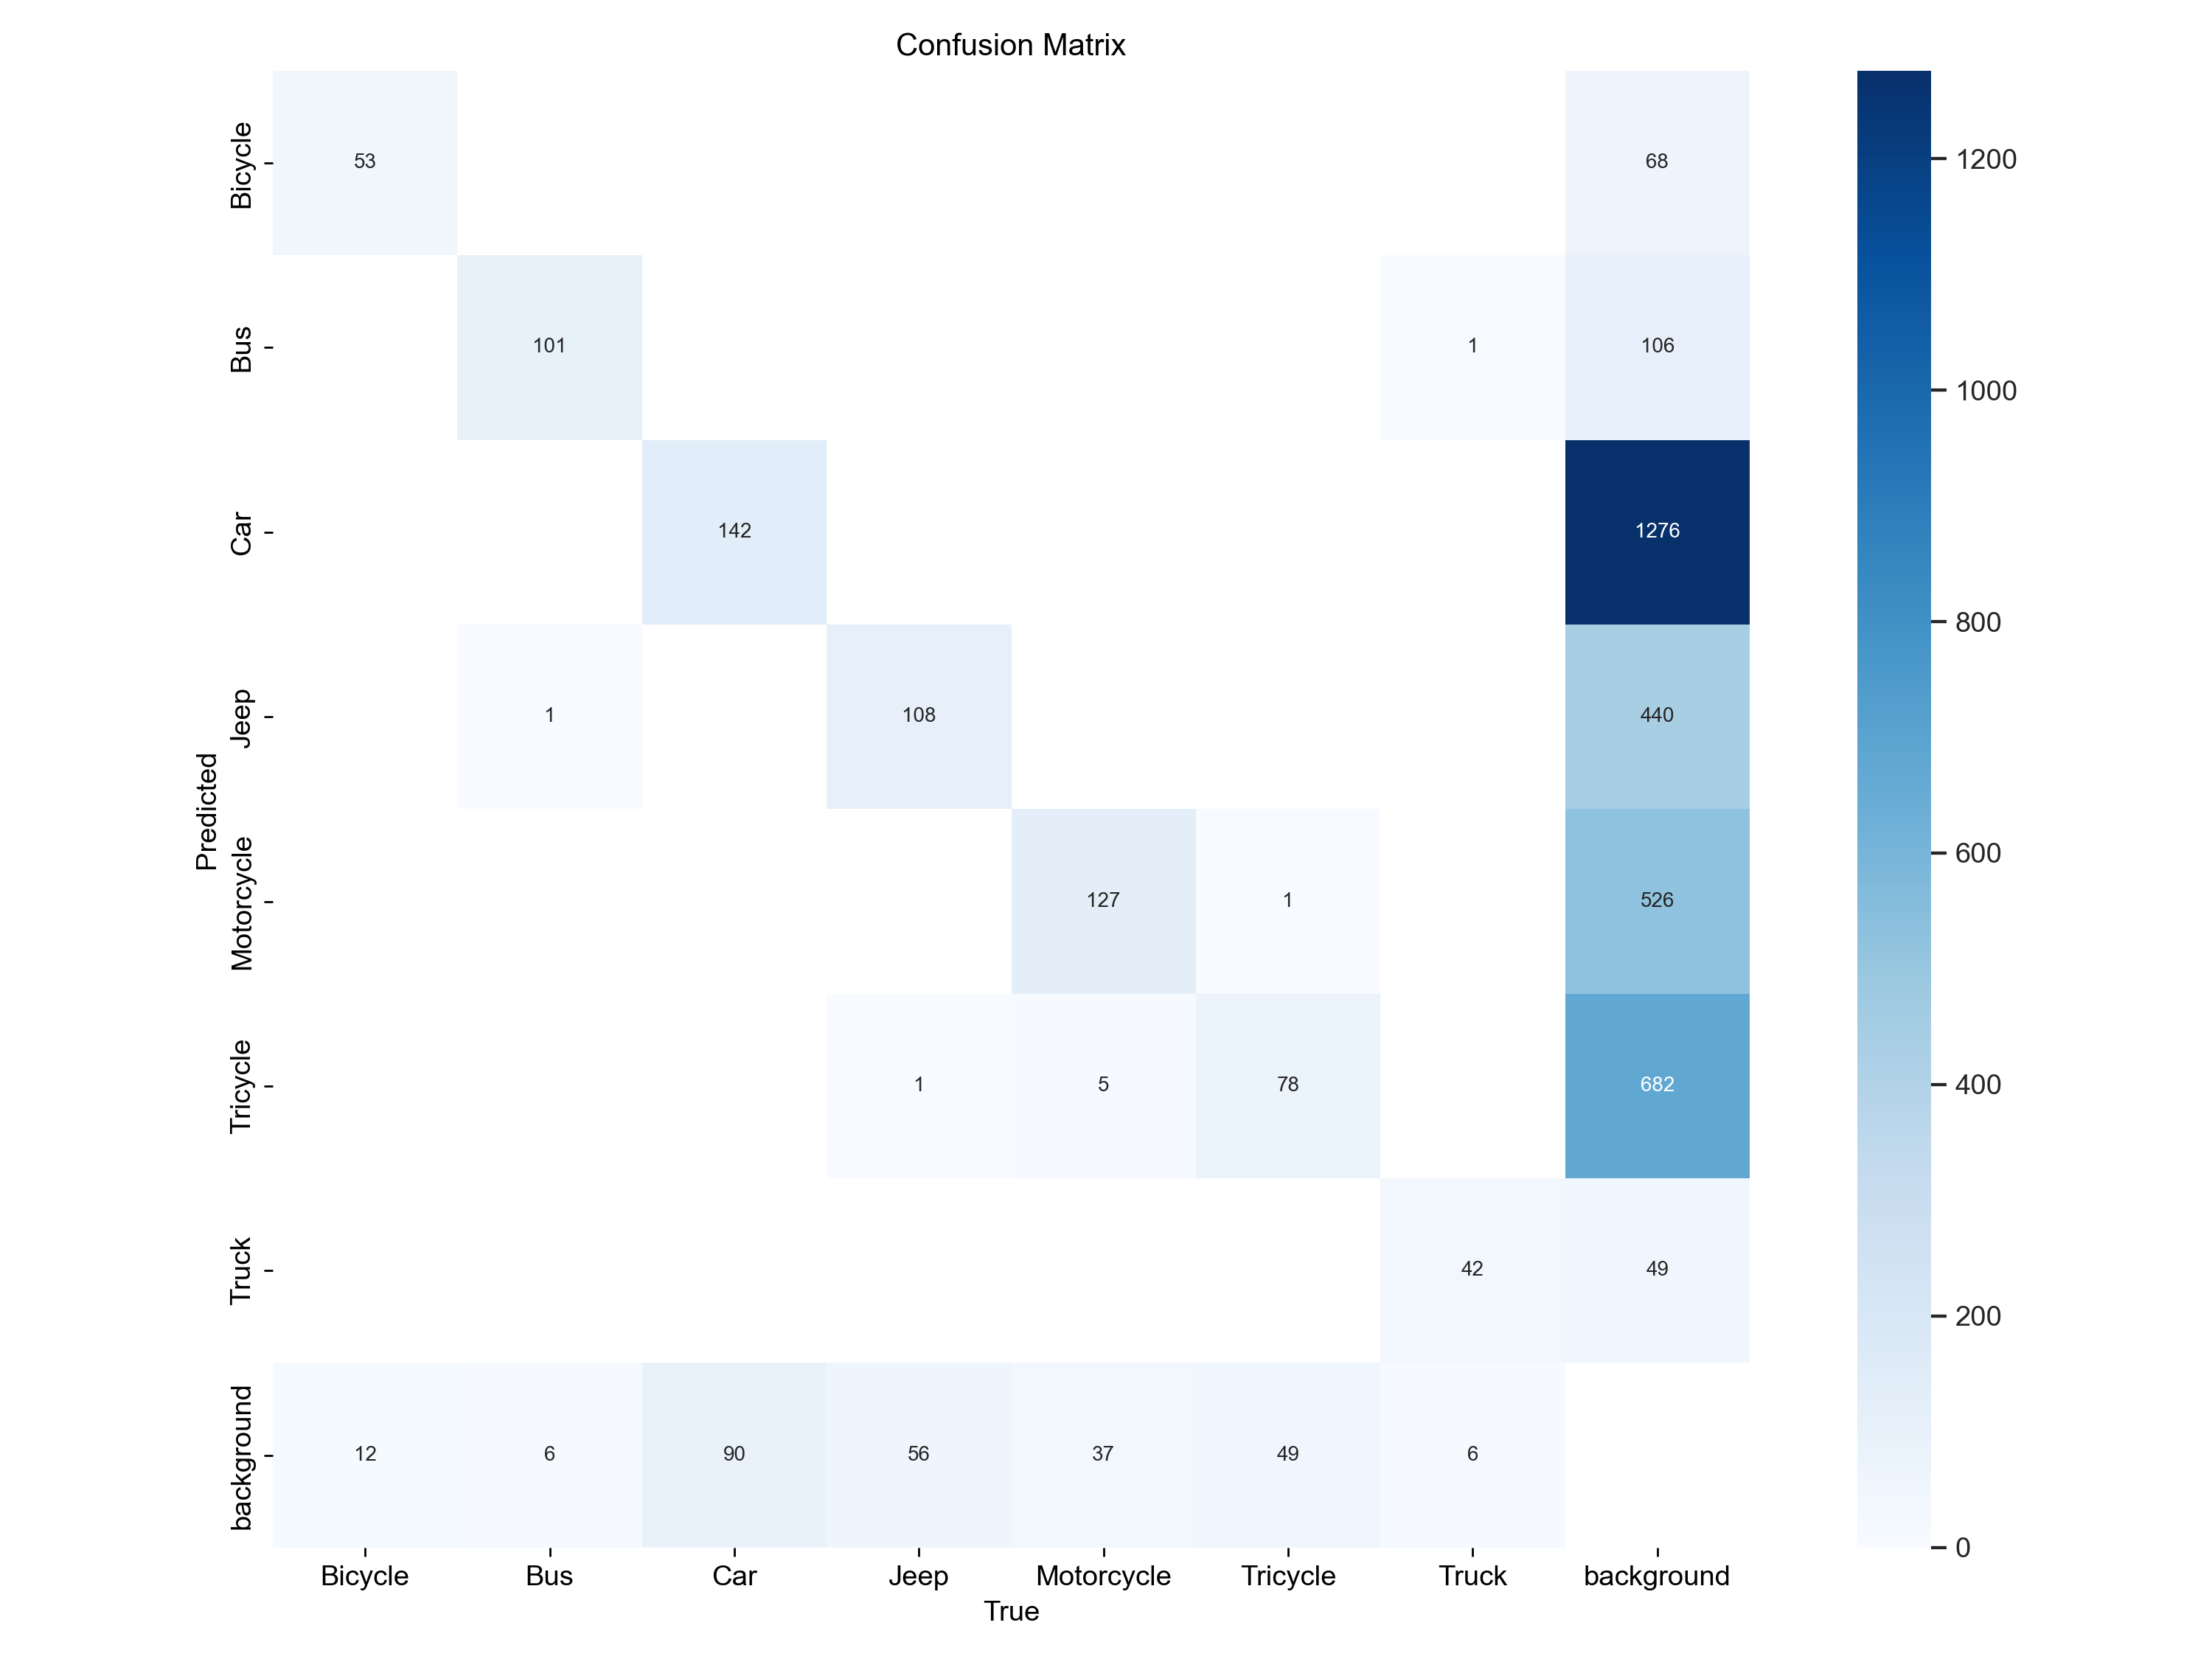 Confusion Matrix
Predicted
Bicycle 53 68
Bus 101 1 106
Car 142 1276
Jeep 1 108 440
Motorcycle 127 1 526
Tricycle 1 5 78 682
Truck 42 49
background 12 6 90 56 37 49 6
Bicycle Bus Car Jeep Motorcycle Tricycle Truck background
True
1200
1000
800
600
400
200
0